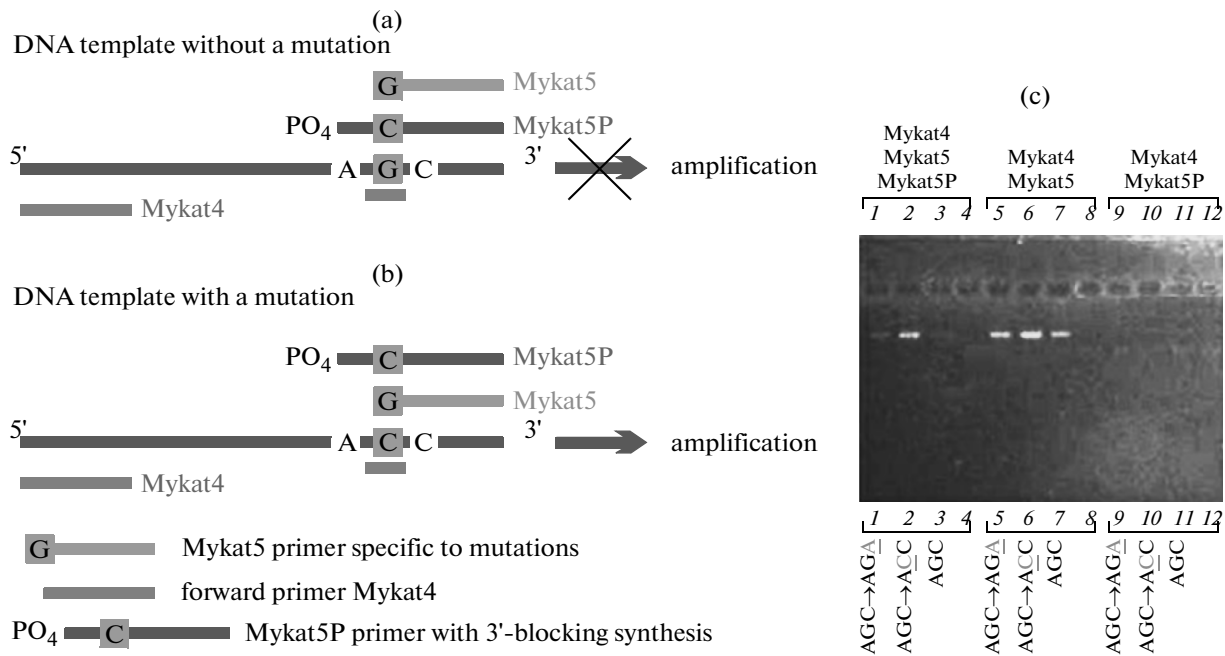 (a)
DNA template without a mutation
G Mykat5
PO4 C Mykat5P
5' A G C 3' amplification
Mykat4
(b)
DNA template with a mutation
PO4 C Mykat5P
G Mykat5
5' A C C 3' amplification
Mykat4
G Mykat5 primer specific to mutations
forward primer Mykat4
PO4 C Mykat5P primer with 3'-blocking synthesis
(c)
Mykat4
Mykat5
Mykat5P
Mykat4
Mykat5
Mykat4
Mykat5P
1 2 3 4 5 6 7 8 9 10 11 12
1 2 3 4 5 6 7 8 9 10 11 12
AGC→AGA
AGC→ACC
AGC
AGC→AGA
AGC→ACC
AGC
AGC→AGA
AGC→ACC
AGC